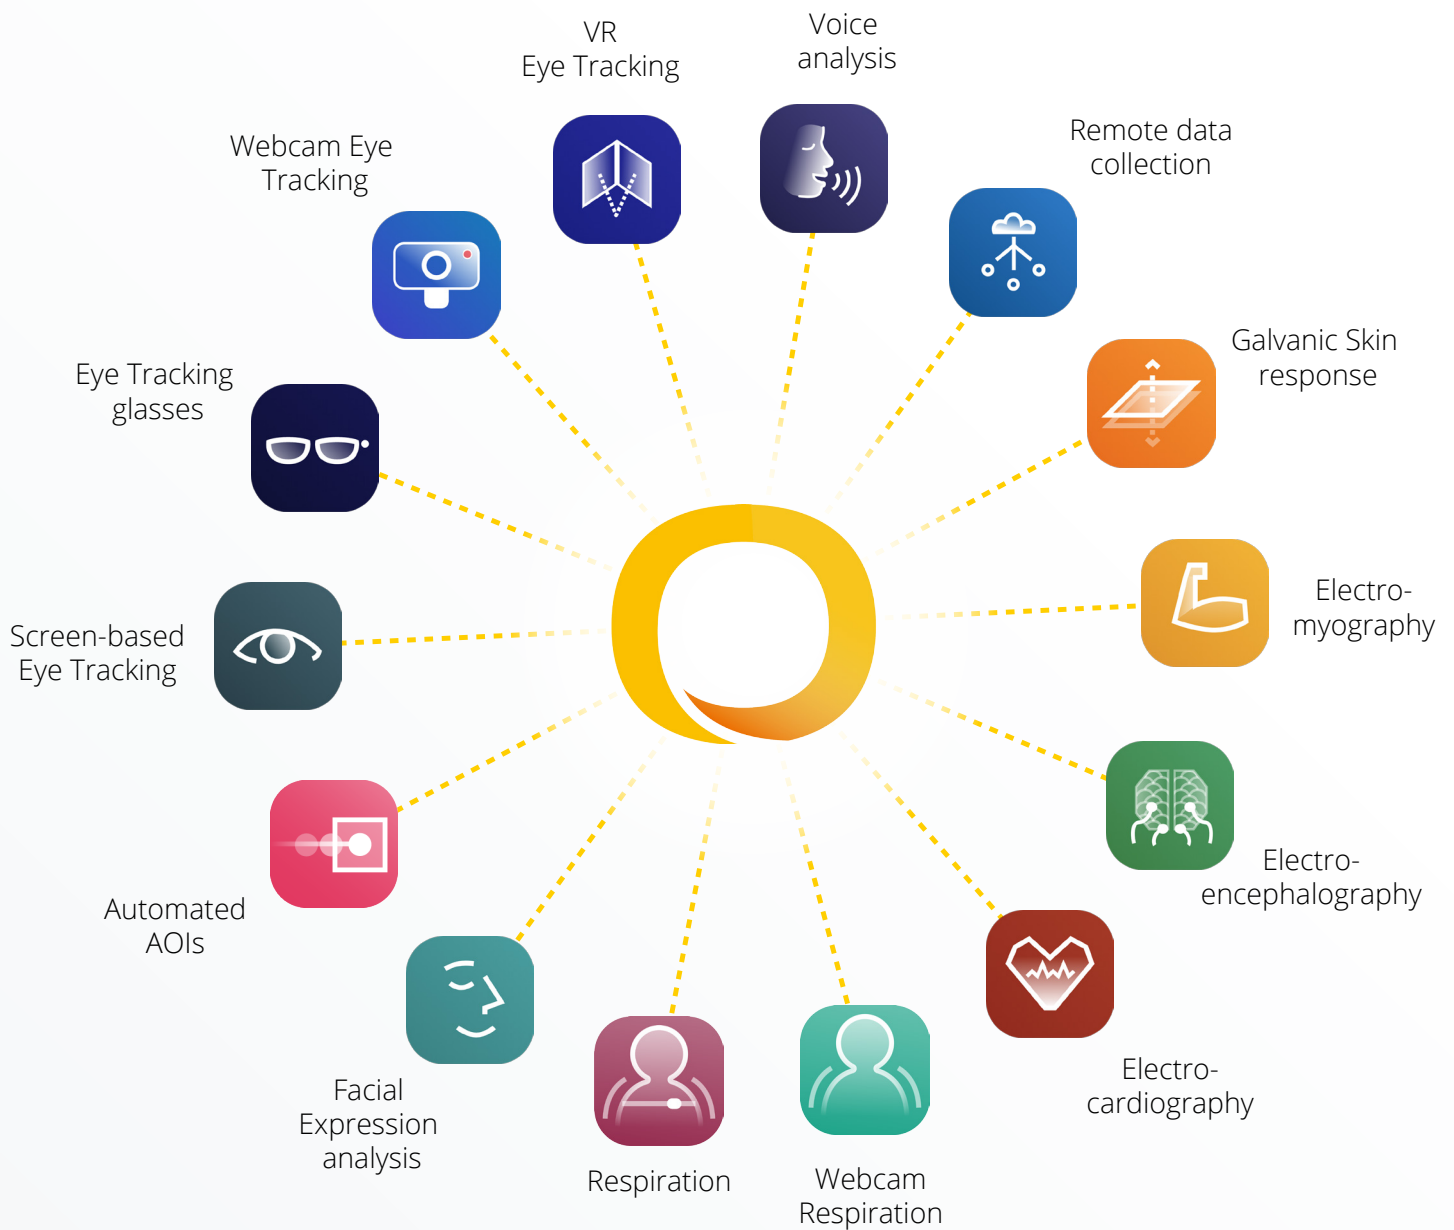 VR
Eye Tracking
Voice
analysis
Remote data
collection
Webcam Eye
Tracking
Galvanic Skin
response
Eye Tracking
glasses
Electro-
myography
Screen-based
Eye Tracking
Electro-
encephalography
Automated
AOIs
Electro-
cardiography
Facial
Expression
analysis
Respiration
Webcam
Respiration